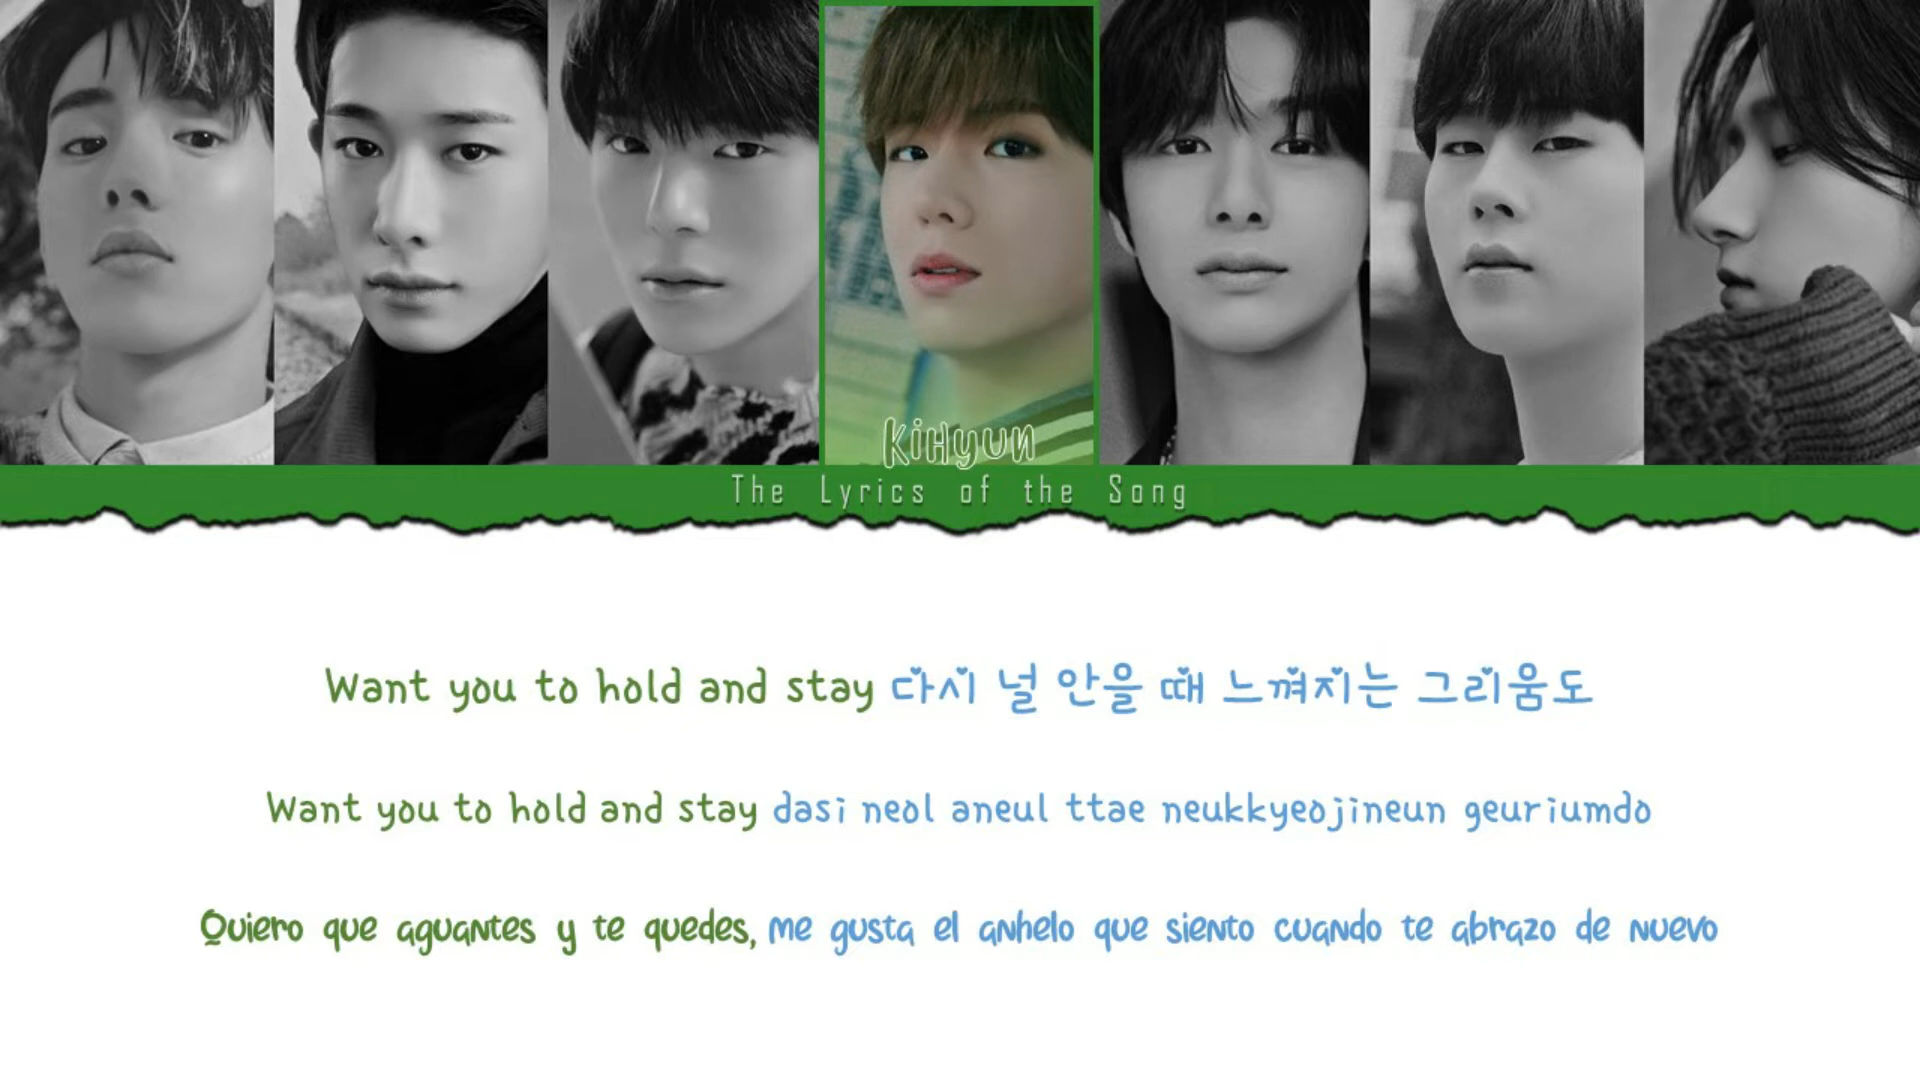 KiHyun
The Lyrics of the Song
Want you to hold and stay 다시 널 안을 때 느껴지는 그리움도
Want you to hold and stay dasi neol aneul ttae neukkyeojineun geuriumdo
Quiero que aguantes y te quedes, me gusta el anhelo que siento cuando te abrazo de nuevo